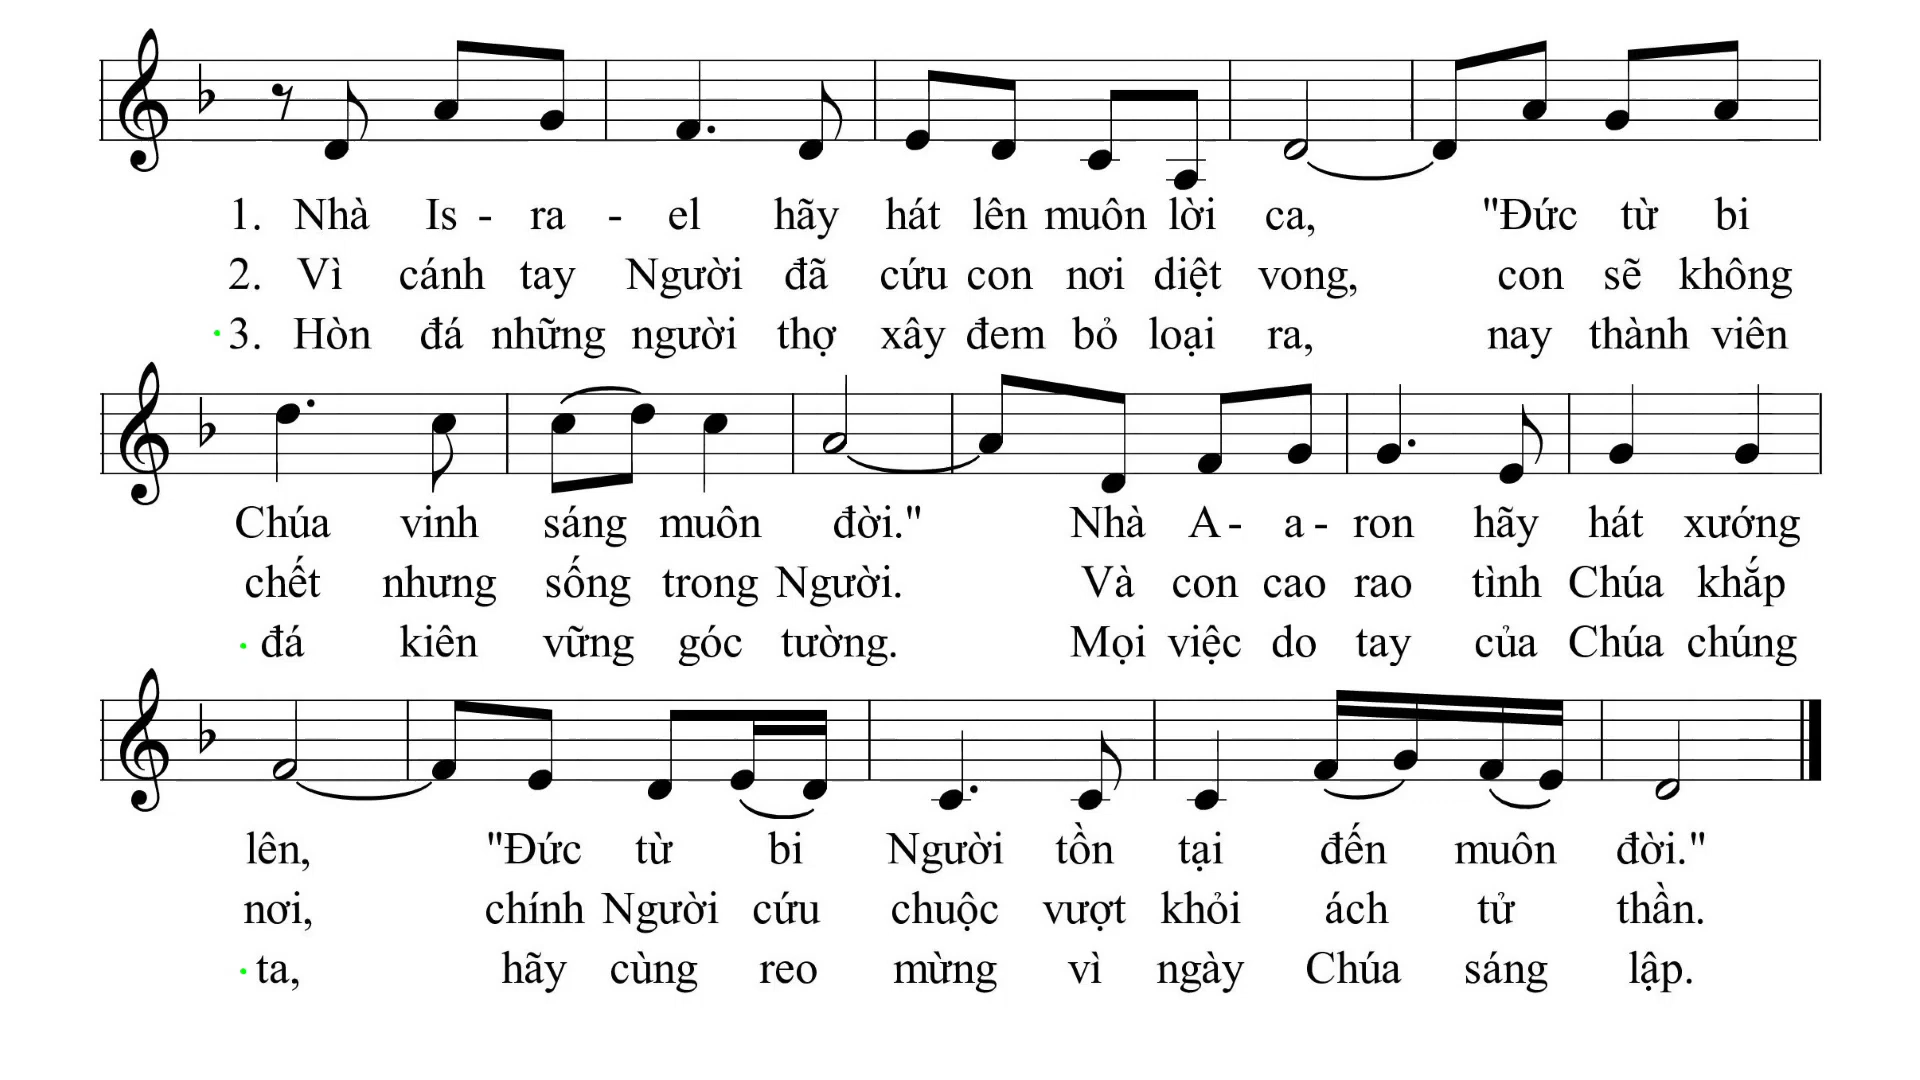 1. Nhà Is - ra - el hãy hát lên muôn lời ca, "Đức từ bi
2. Vì cánh tay Người đã cứu con nơi diệt vong, con sẽ không
3. Hòn đá những người thợ xây đem bỏ loại ra, nay thành viên
Chúa vinh sáng muôn đời." Nhà A - a - ron hãy hát xướng
chết nhưng sống trong Người. Và con cao rao tình Chúa khắp
đá kiên vững góc tường. Mọi việc do tay của Chúa chúng
lên, "Đức từ bi Người tồn tại đến muôn đời."
nơi, chính Người cứu chuộc vượt khỏi ách tử thần.
ta, hãy cùng reo mừng vì ngày Chúa sáng lập.